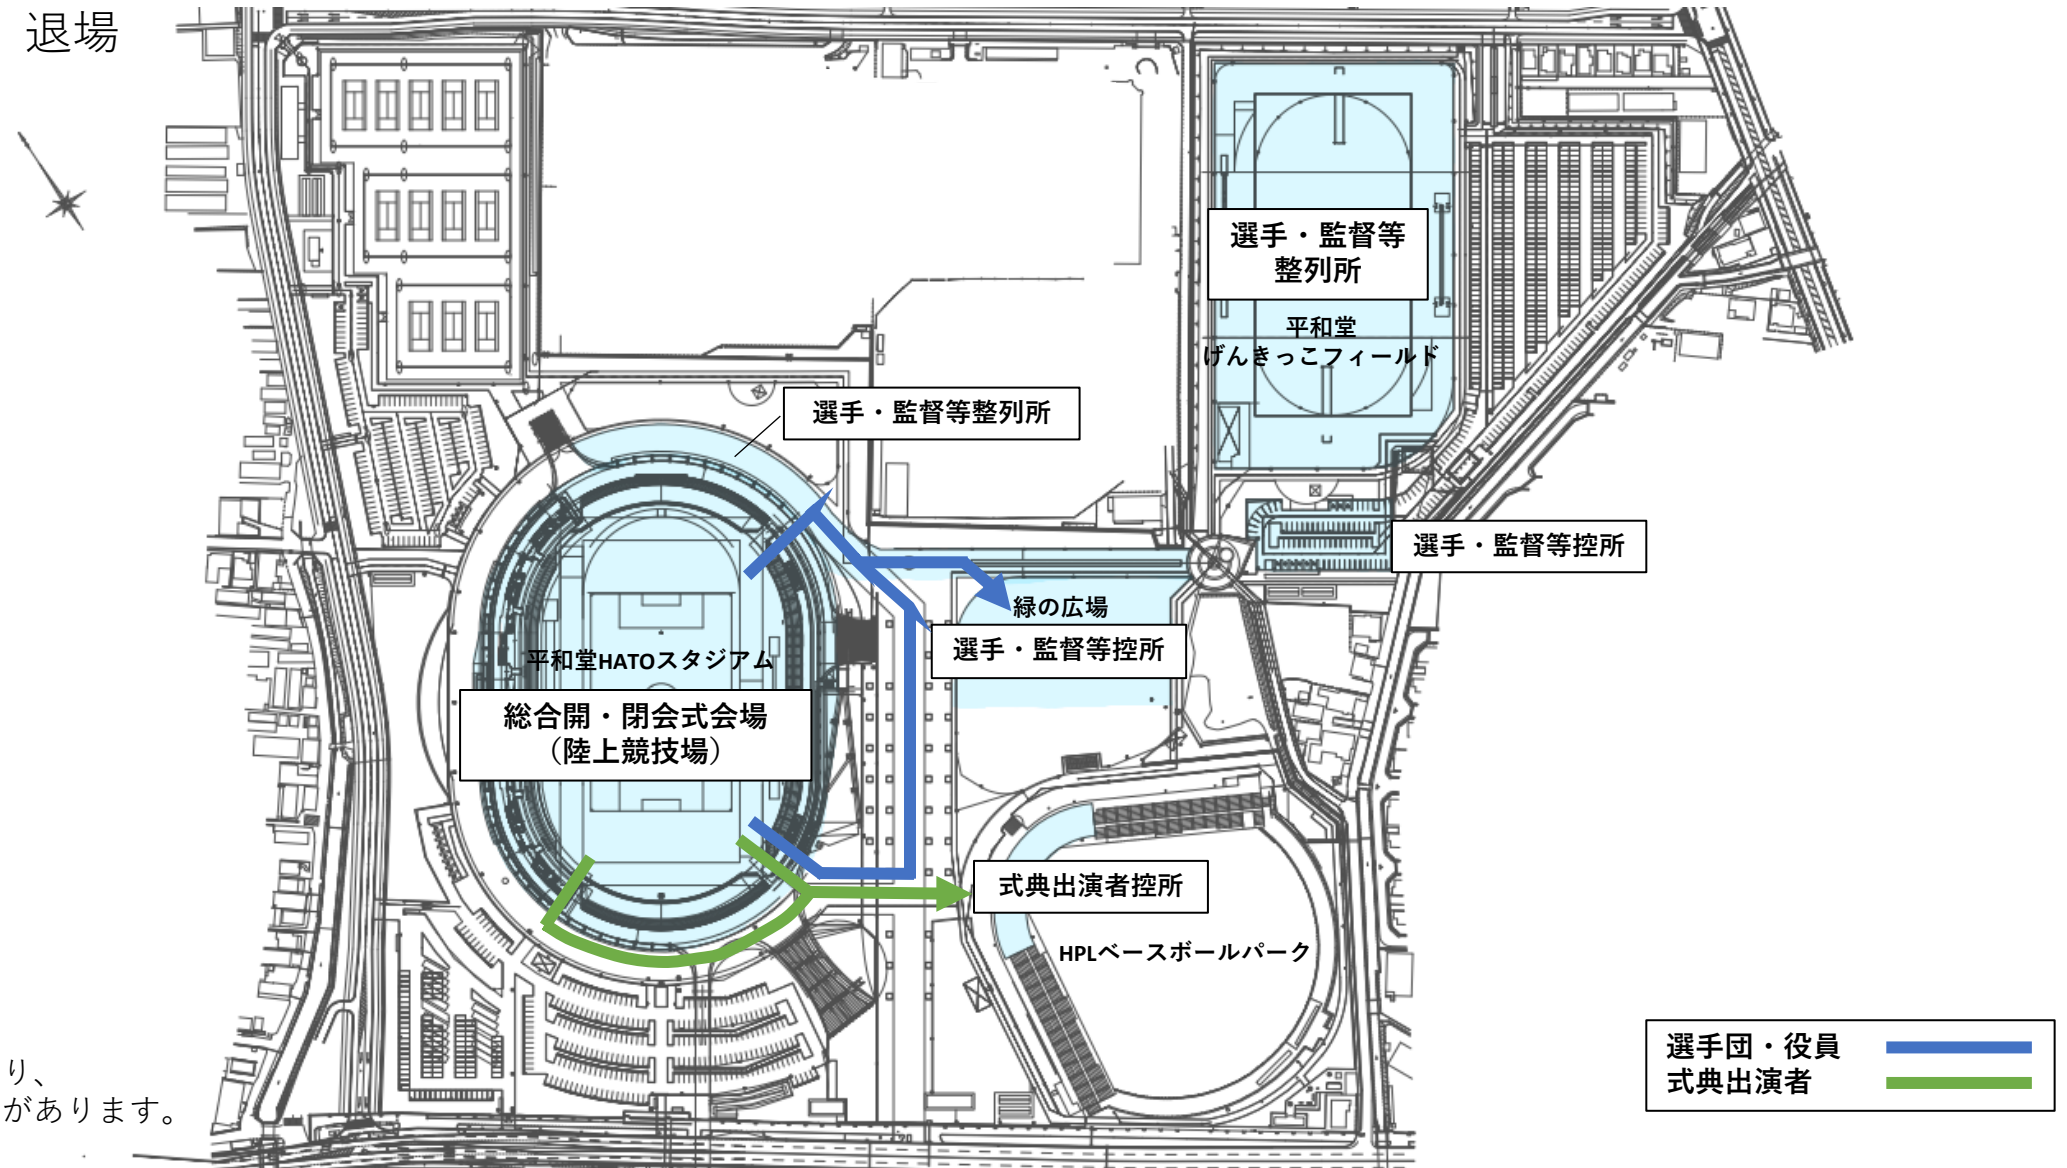 退場
選手・監督等
整列所
平和堂
げんきっこフィールド
選手・監督等整列所
選手・監督等控所
緑の広場
選手・監督等控所
平和堂HATOスタジアム
総合開・閉会式会場
（陸上競技場）
式典出演者控所
HPLベースボールパーク
選手団・役員
式典出演者
り、
があります。